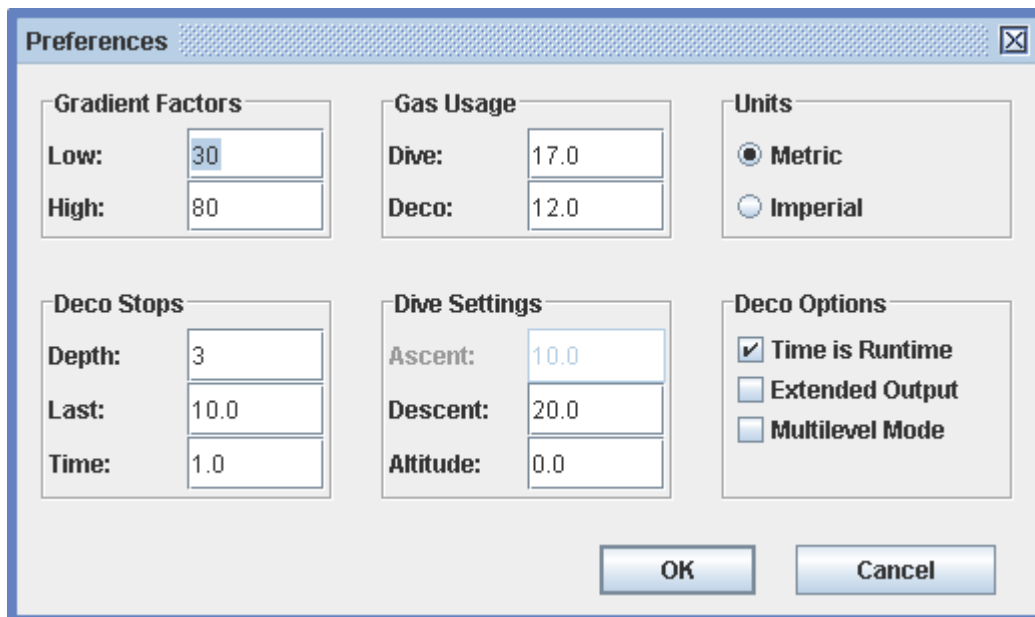 Preferences
Gradient Factors
Low: 30
High: 80
Gas Usage
Dive: 17.0
Deco: 12.0
Units
Metric
Imperial
Deco Stops
Depth: 3
Last: 10.0
Time: 1.0
Dive Settings
Ascent: 10.0
Descent: 20.0
Altitude: 0.0
Deco Options
Time is Runtime
Extended Output
Multilevel Mode
OK
Cancel